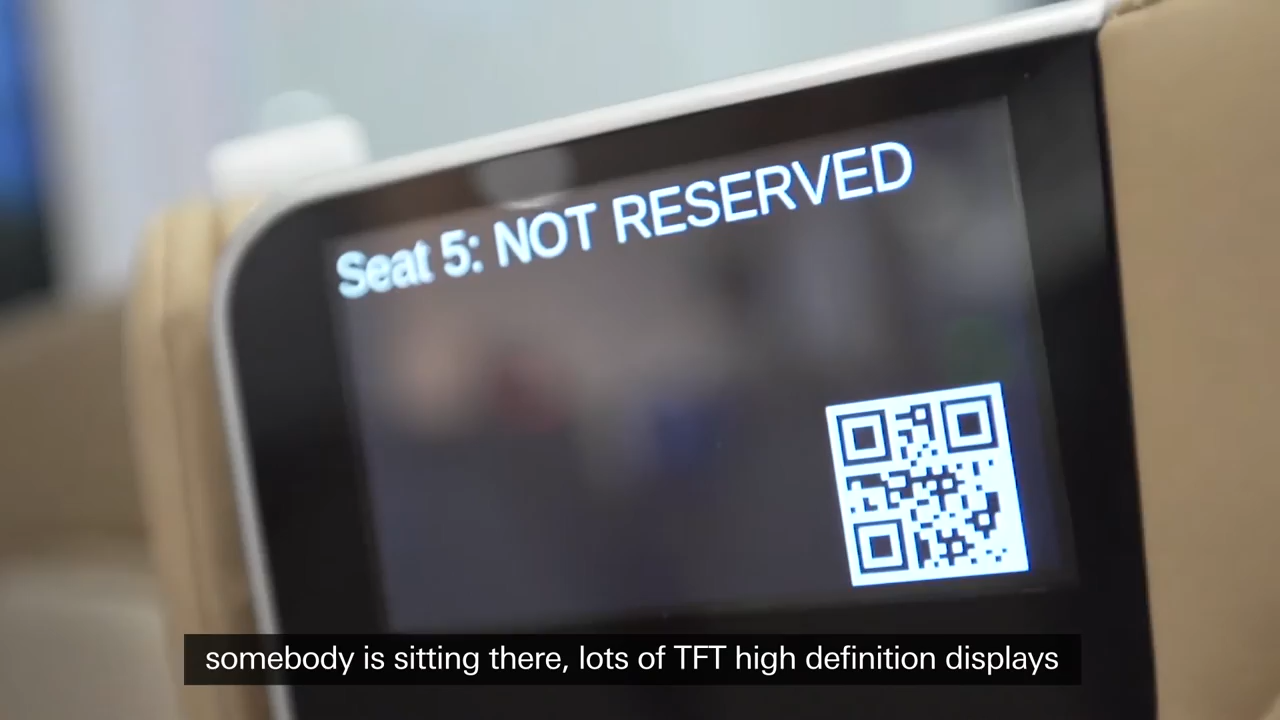 Seat 5: NOT RESERVED
somebody is sitting there, lots of TFT high definition displays